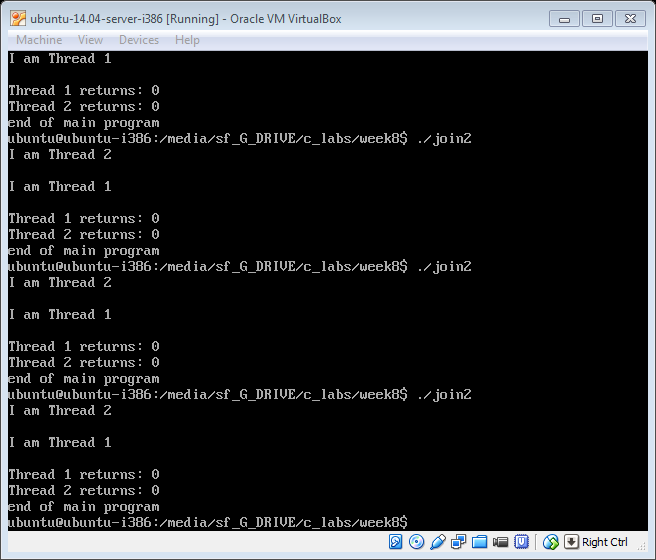 ubuntu-14.04-server-i386 [Running] - Oracle VM VirtualBox
Machine View Devices Help
I am Thread 1
Thread 1 returns: 0
Thread 2 returns: 0
end of main program
ubuntu@ubuntu-i386:/media/sf_G_DRIVE/c_labs/week8$ ./join2
I am Thread 2
I am Thread 1
Thread 1 returns: 0
Thread 2 returns: 0
end of main program
ubuntu@ubuntu-i386:/media/sf_G_DRIVE/c_labs/week8$ ./join2
I am Thread 2
I am Thread 1
Thread 1 returns: 0
Thread 2 returns: 0
end of main program
ubuntu@ubuntu-i386:/media/sf_G_DRIVE/c_labs/week8$ ./join2
I am Thread 2
I am Thread 1
Thread 1 returns: 0
Thread 2 returns: 0
end of main program
ubuntu@ubuntu-i386:/media/sf_G_DRIVE/c_labs/week8$
Right Ctrl